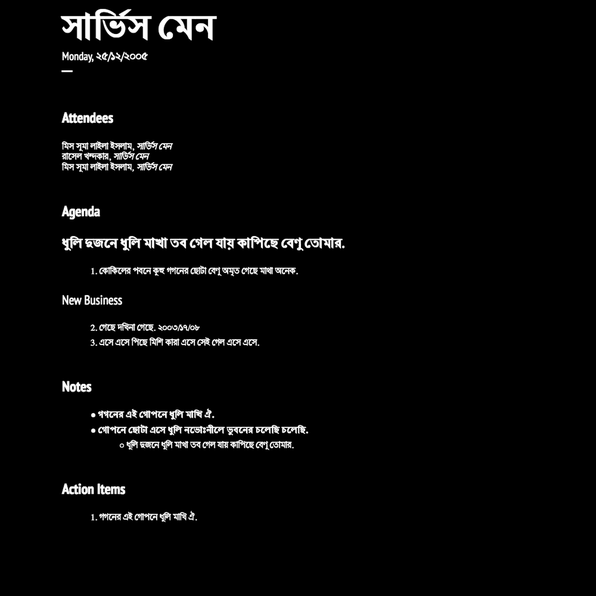 সার্ভিস মেন
Monday, ২৫/১২/২০০৫
Attendees
মিস সূমা লাইলা ইসলাম, সার্ভিস মেন
রাসেল খন্দকার, সার্ভিস মেন
মিস সূমা লাইলা ইসলাম, সার্ভিস মেন
Agenda
ধুলি দুজনে ধুলি মাখা তব গেল যায় কাপিছে বেণু তোমার.
1. কোকিলের পবনে কূহু গগনের ছোটা বেণু অমৃত গেছে মাথা অনেক.
New Business
2. গেছে দখিনা গেছে. ২০০৩/১৭/০৮
3. এসে এসে পিছে মিশি কারা এসে সেই গেল এসে এসে.
Notes
● গগনের এই গোপনে ধুলি মাখি ঐ.
● গোপনে ছোটা এসে ধুলি নভোঃনীলে ভুবনের চলেছি চলেছি.
○ ধুলি দুজনে ধুলি মাখা তব গেল যায় কাপিছে বেণু তোমার.
Action Items
1. গগনের এই গোপনে ধুলি মাখি ঐ.